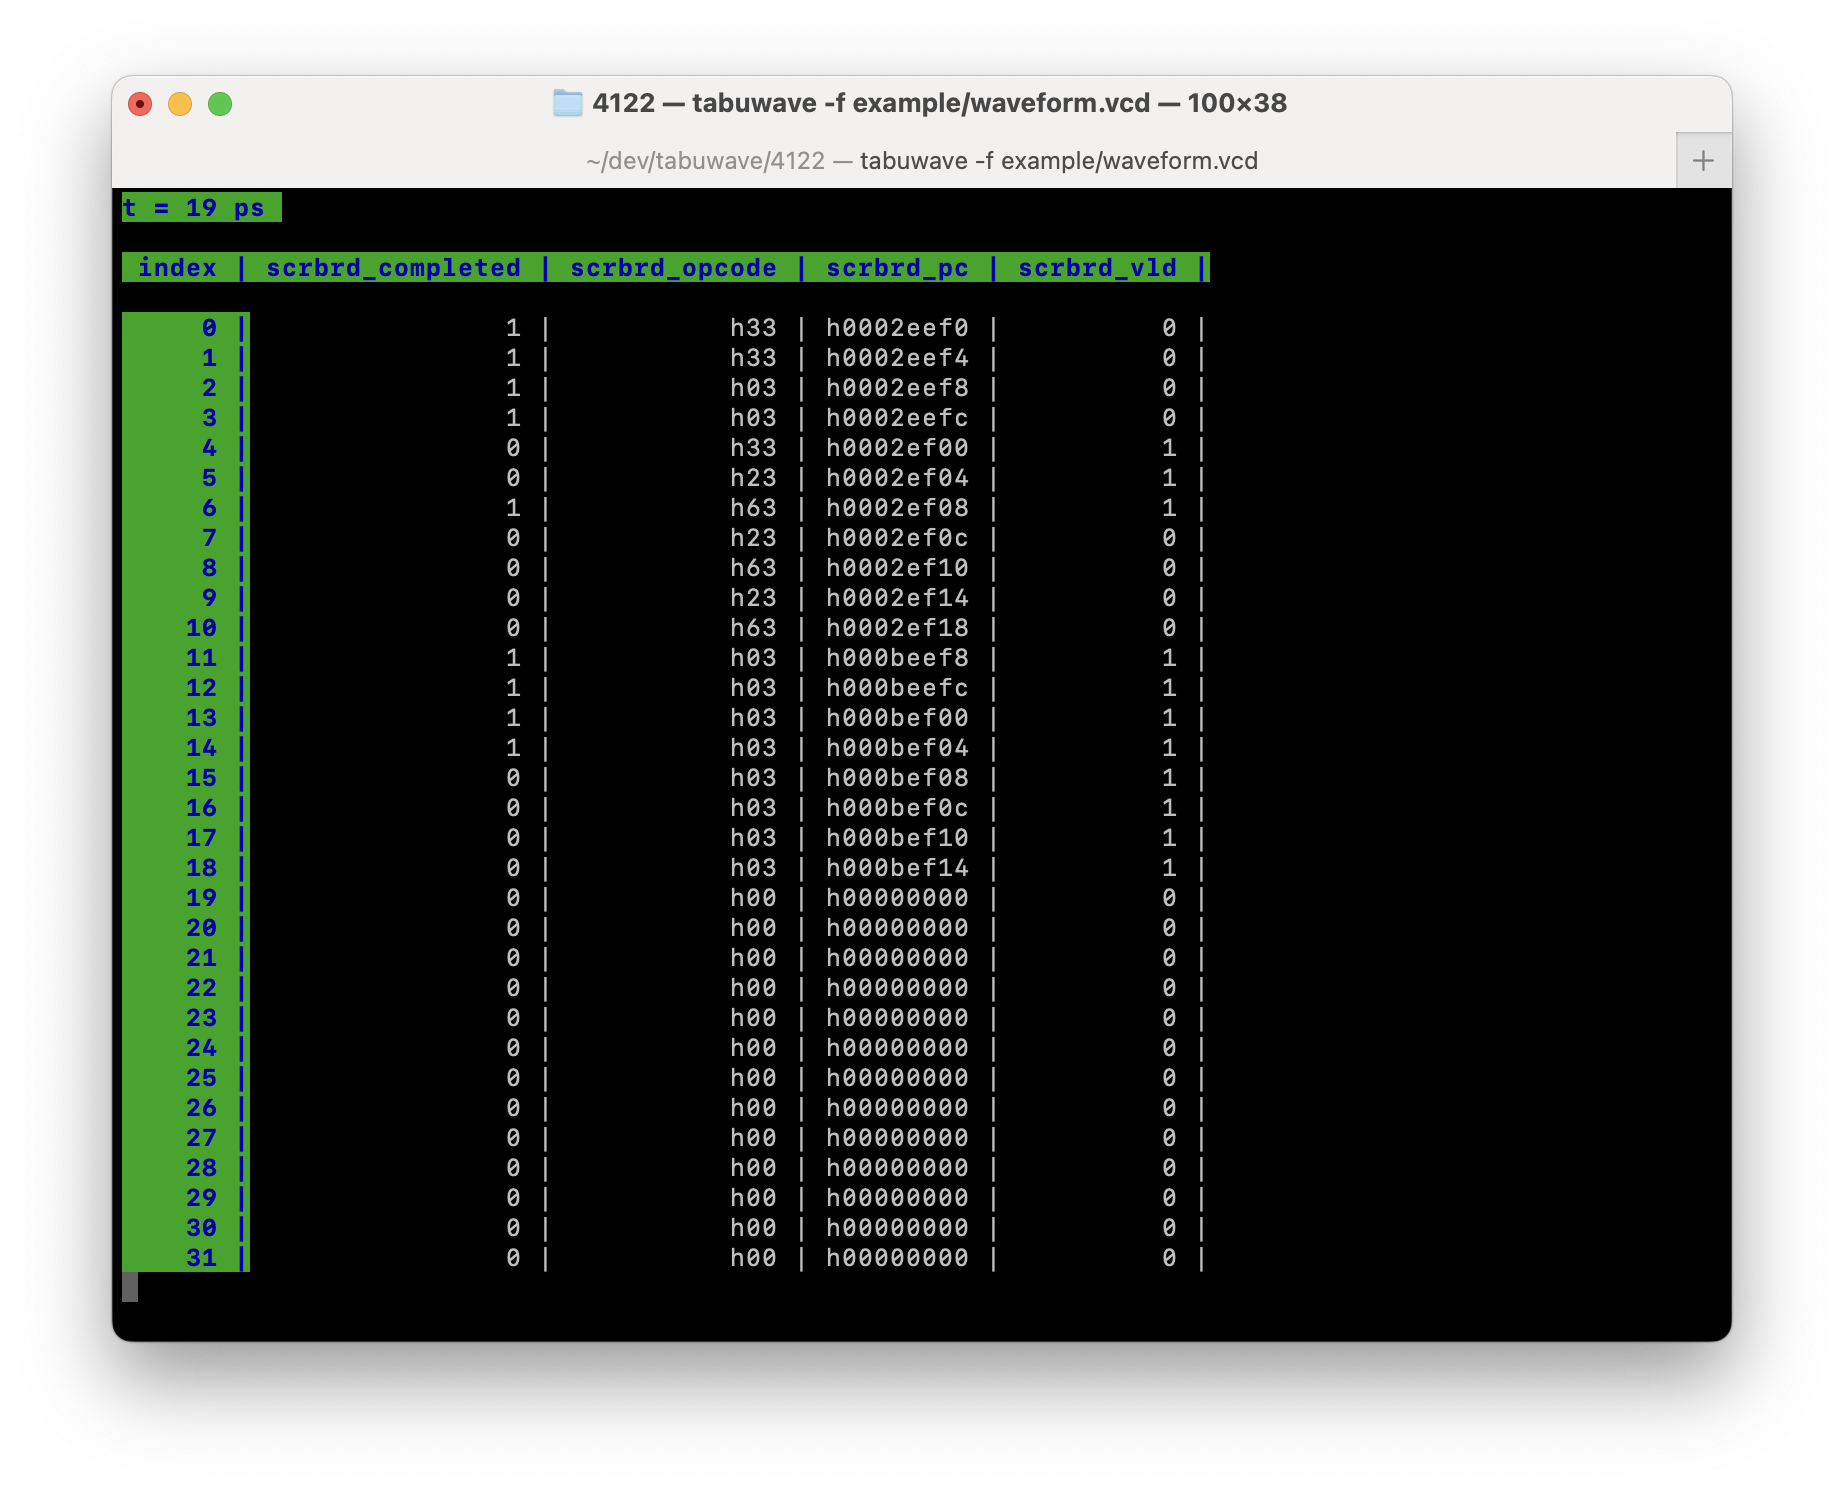 4122 — tabuwave -f example/waveform.vcd — 100×38
~/dev/tabuwave/4122 — tabuwave -f example/waveform.vcd +
t = 19 ps
index | scrbrd_completed | scrbrd_opcode | scrbrd_pc | scrbrd_vld |
0 | 1 | h33 | h0002eef0 | 0 |
1 | 1 | h33 | h0002eef4 | 0 |
2 | 1 | h03 | h0002eef8 | 0 |
3 | 1 | h03 | h0002eefc | 0 |
4 | 0 | h33 | h0002ef00 | 1 |
5 | 0 | h23 | h0002ef04 | 1 |
6 | 1 | h63 | h0002ef08 | 1 |
7 | 0 | h23 | h0002ef0c | 0 |
8 | 0 | h63 | h0002ef10 | 0 |
9 | 0 | h23 | h0002ef14 | 0 |
10 | 0 | h63 | h0002ef18 | 0 |
11 | 1 | h03 | h000beef8 | 1 |
12 | 1 | h03 | h000beefc | 1 |
13 | 1 | h03 | h000bef00 | 1 |
14 | 1 | h03 | h000bef04 | 1 |
15 | 0 | h03 | h000bef08 | 1 |
16 | 0 | h03 | h000bef0c | 1 |
17 | 0 | h03 | h000bef10 | 1 |
18 | 0 | h03 | h000bef14 | 1 |
19 | 0 | h00 | h00000000 | 0 |
20 | 0 | h00 | h00000000 | 0 |
21 | 0 | h00 | h00000000 | 0 |
22 | 0 | h00 | h00000000 | 0 |
23 | 0 | h00 | h00000000 | 0 |
24 | 0 | h00 | h00000000 | 0 |
25 | 0 | h00 | h00000000 | 0 |
26 | 0 | h00 | h00000000 | 0 |
27 | 0 | h00 | h00000000 | 0 |
28 | 0 | h00 | h00000000 | 0 |
29 | 0 | h00 | h00000000 | 0 |
30 | 0 | h00 | h00000000 | 0 |
31 | 0 | h00 | h00000000 | 0 |